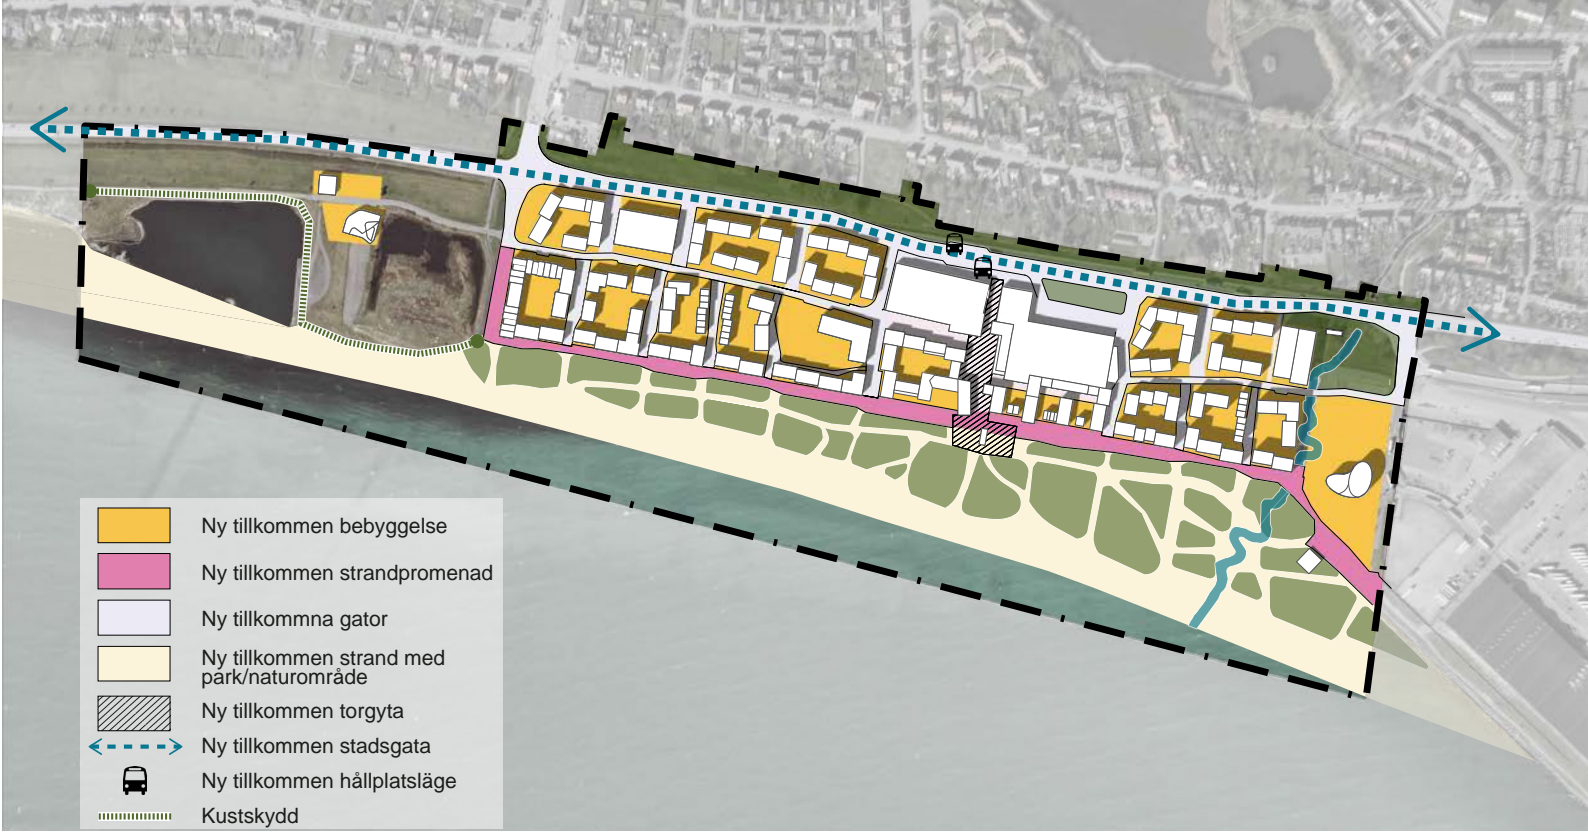 Ny tillkommen bebyggelse
Ny tillkommen strandpromenad
Ny tillkommna gator
Ny tillkommen strand med
park/naturområde
Ny tillkommen torgyta
Ny tillkommen stadsgata
Ny tillkommen hållplatsläge
Kustskydd